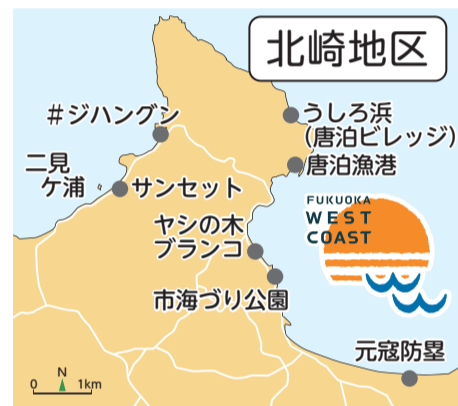 北崎地区
#ジハングン
うしろ浜
(唐泊ビレッジ)
唐泊漁港
二見
ケ浦
サンセット
FUKUOKA
WEST
COAST
ヤシの木
ブランコ
市海づり公園
元寇防塁
N
0 1km